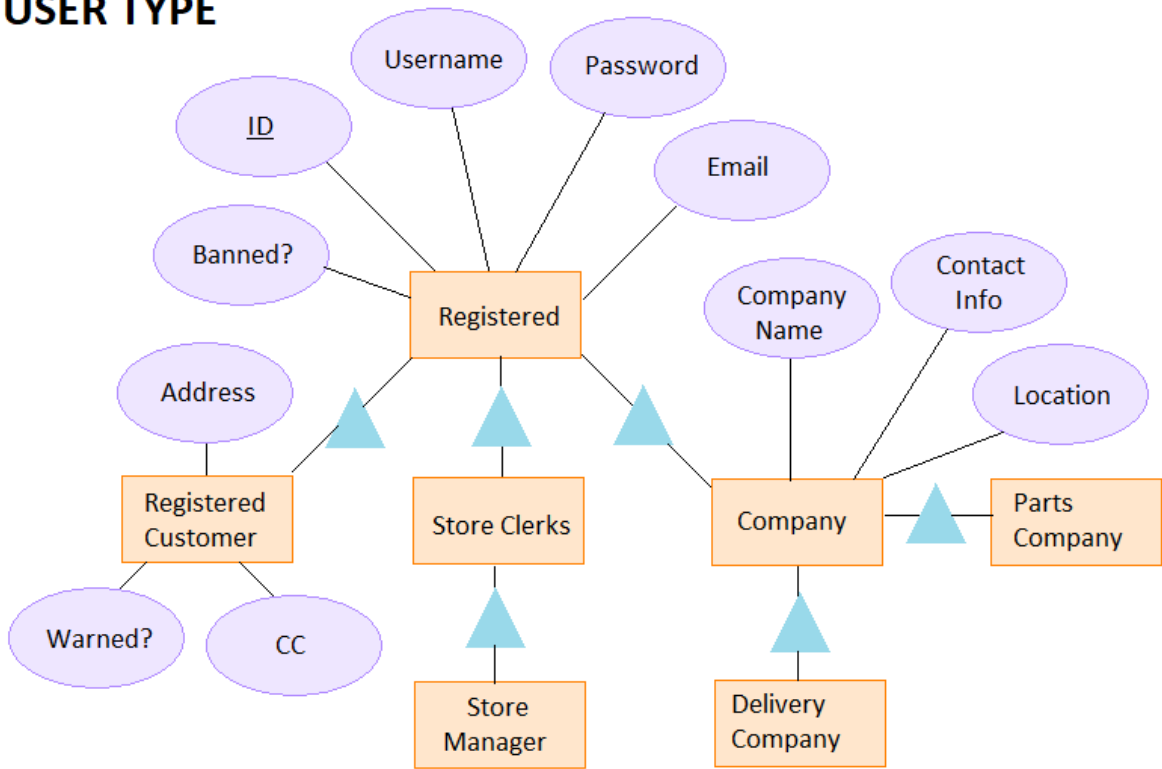 USER TYPE
Username
Password
ID
Email
Banned?
Contact
Info
Company
Name
Registered
Address
Location
Registered
Customer
Store Clerks
Company
Parts
Company
Warned?
CC
Store
Manager
Delivery
Company